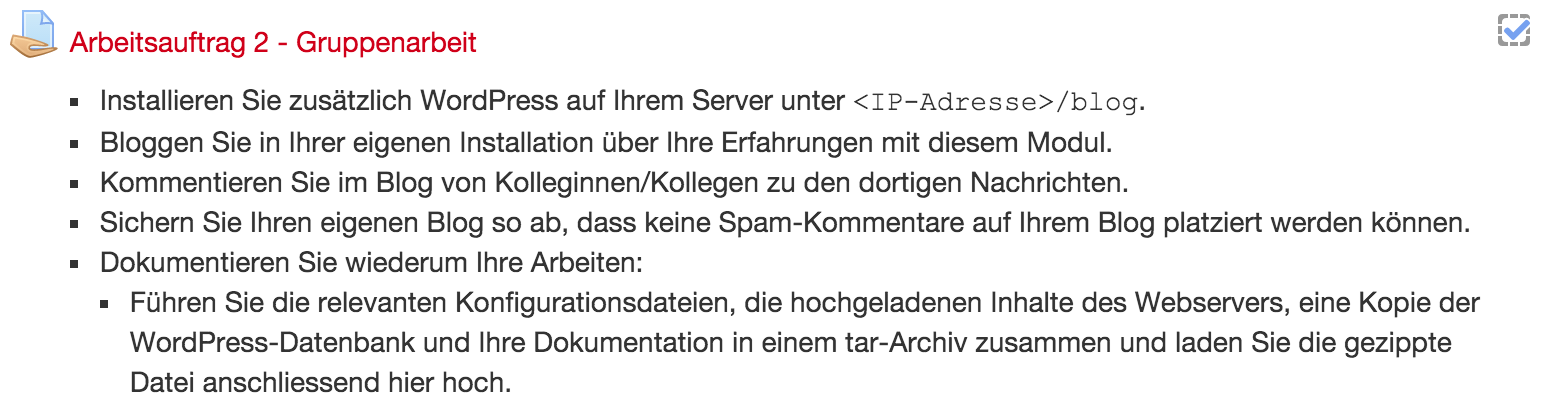 Arbeitsauftrag 2 - Gruppenarbeit
Installieren Sie zusätzlich WordPress auf Ihrem Server unter <IP-Adresse>/blog.
Bloggen Sie in Ihrer eigenen Installation über Ihre Erfahrungen mit diesem Modul.
Kommentieren Sie im Blog von Kolleginnen/Kollegen zu den dortigen Nachrichten.
Sichern Sie Ihren eigenen Blog so ab, dass keine Spam-Kommentare auf Ihrem Blog platziert werden können.
Dokumentieren Sie wiederum Ihre Arbeiten:
Führen Sie die relevanten Konfigurationsdateien, die hochgeladenen Inhalte des Webservers, eine Kopie der
WordPress-Datenbank und Ihre Dokumentation in einem tar-Archiv zusammen und laden Sie die gezippte
Datei anschliessend hier hoch.